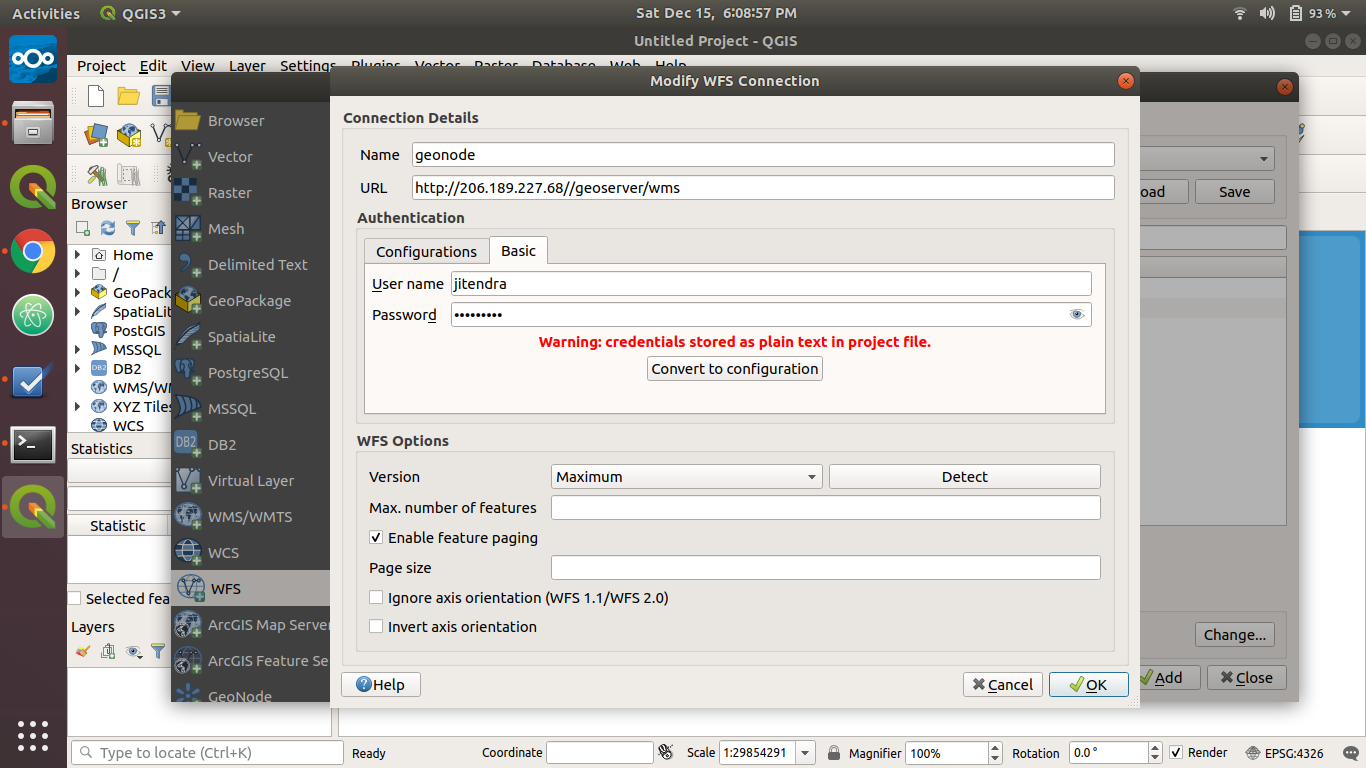 Activities QGIS3 Sat Dec 15, 6:08:57 PM 93 %
Untitled Project - QGIS
Project Edit View Layer Settings Plugins Vector Raster Database Web Help
Modify WFS Connection
Connection Details
Name geonode
URL http://206.189.227.68//geoserver/wms
Authentication
Configurations Basic
User name jitendra
Password •••••••••
Warning: credentials stored as plain text in project file.
Convert to configuration
WFS Options
Version Maximum Detect
Max. number of features
Enable feature paging
Page size
Ignore axis orientation (WFS 1.1/WFS 2.0)
Invert axis orientation
Help Cancel OK
Browser
Vector
Raster
Mesh
Delimited Text
GeoPackage
SpatiaLite
PostgreSQL
MSSQL
DB2 DB2
Virtual Layer
WMS/WMTS
WCS
WFS
ArcGIS Map Server
ArcGIS Feature Se
GeoNode
oad Save
Change...
Add Close
Browser
Home
/
GeoPack
SpatiaLi
PostGIS
MSSQL
DB2 DB2
WMS/WM
XYZ Tiles
WCS
Statistics
Statistic
Selected fea
Layers
Type to locate (Ctrl+K) Ready Coordinate Scale 1:29854291 Magnifier 100% Rotation 0.0 ° Render EPSG:4326